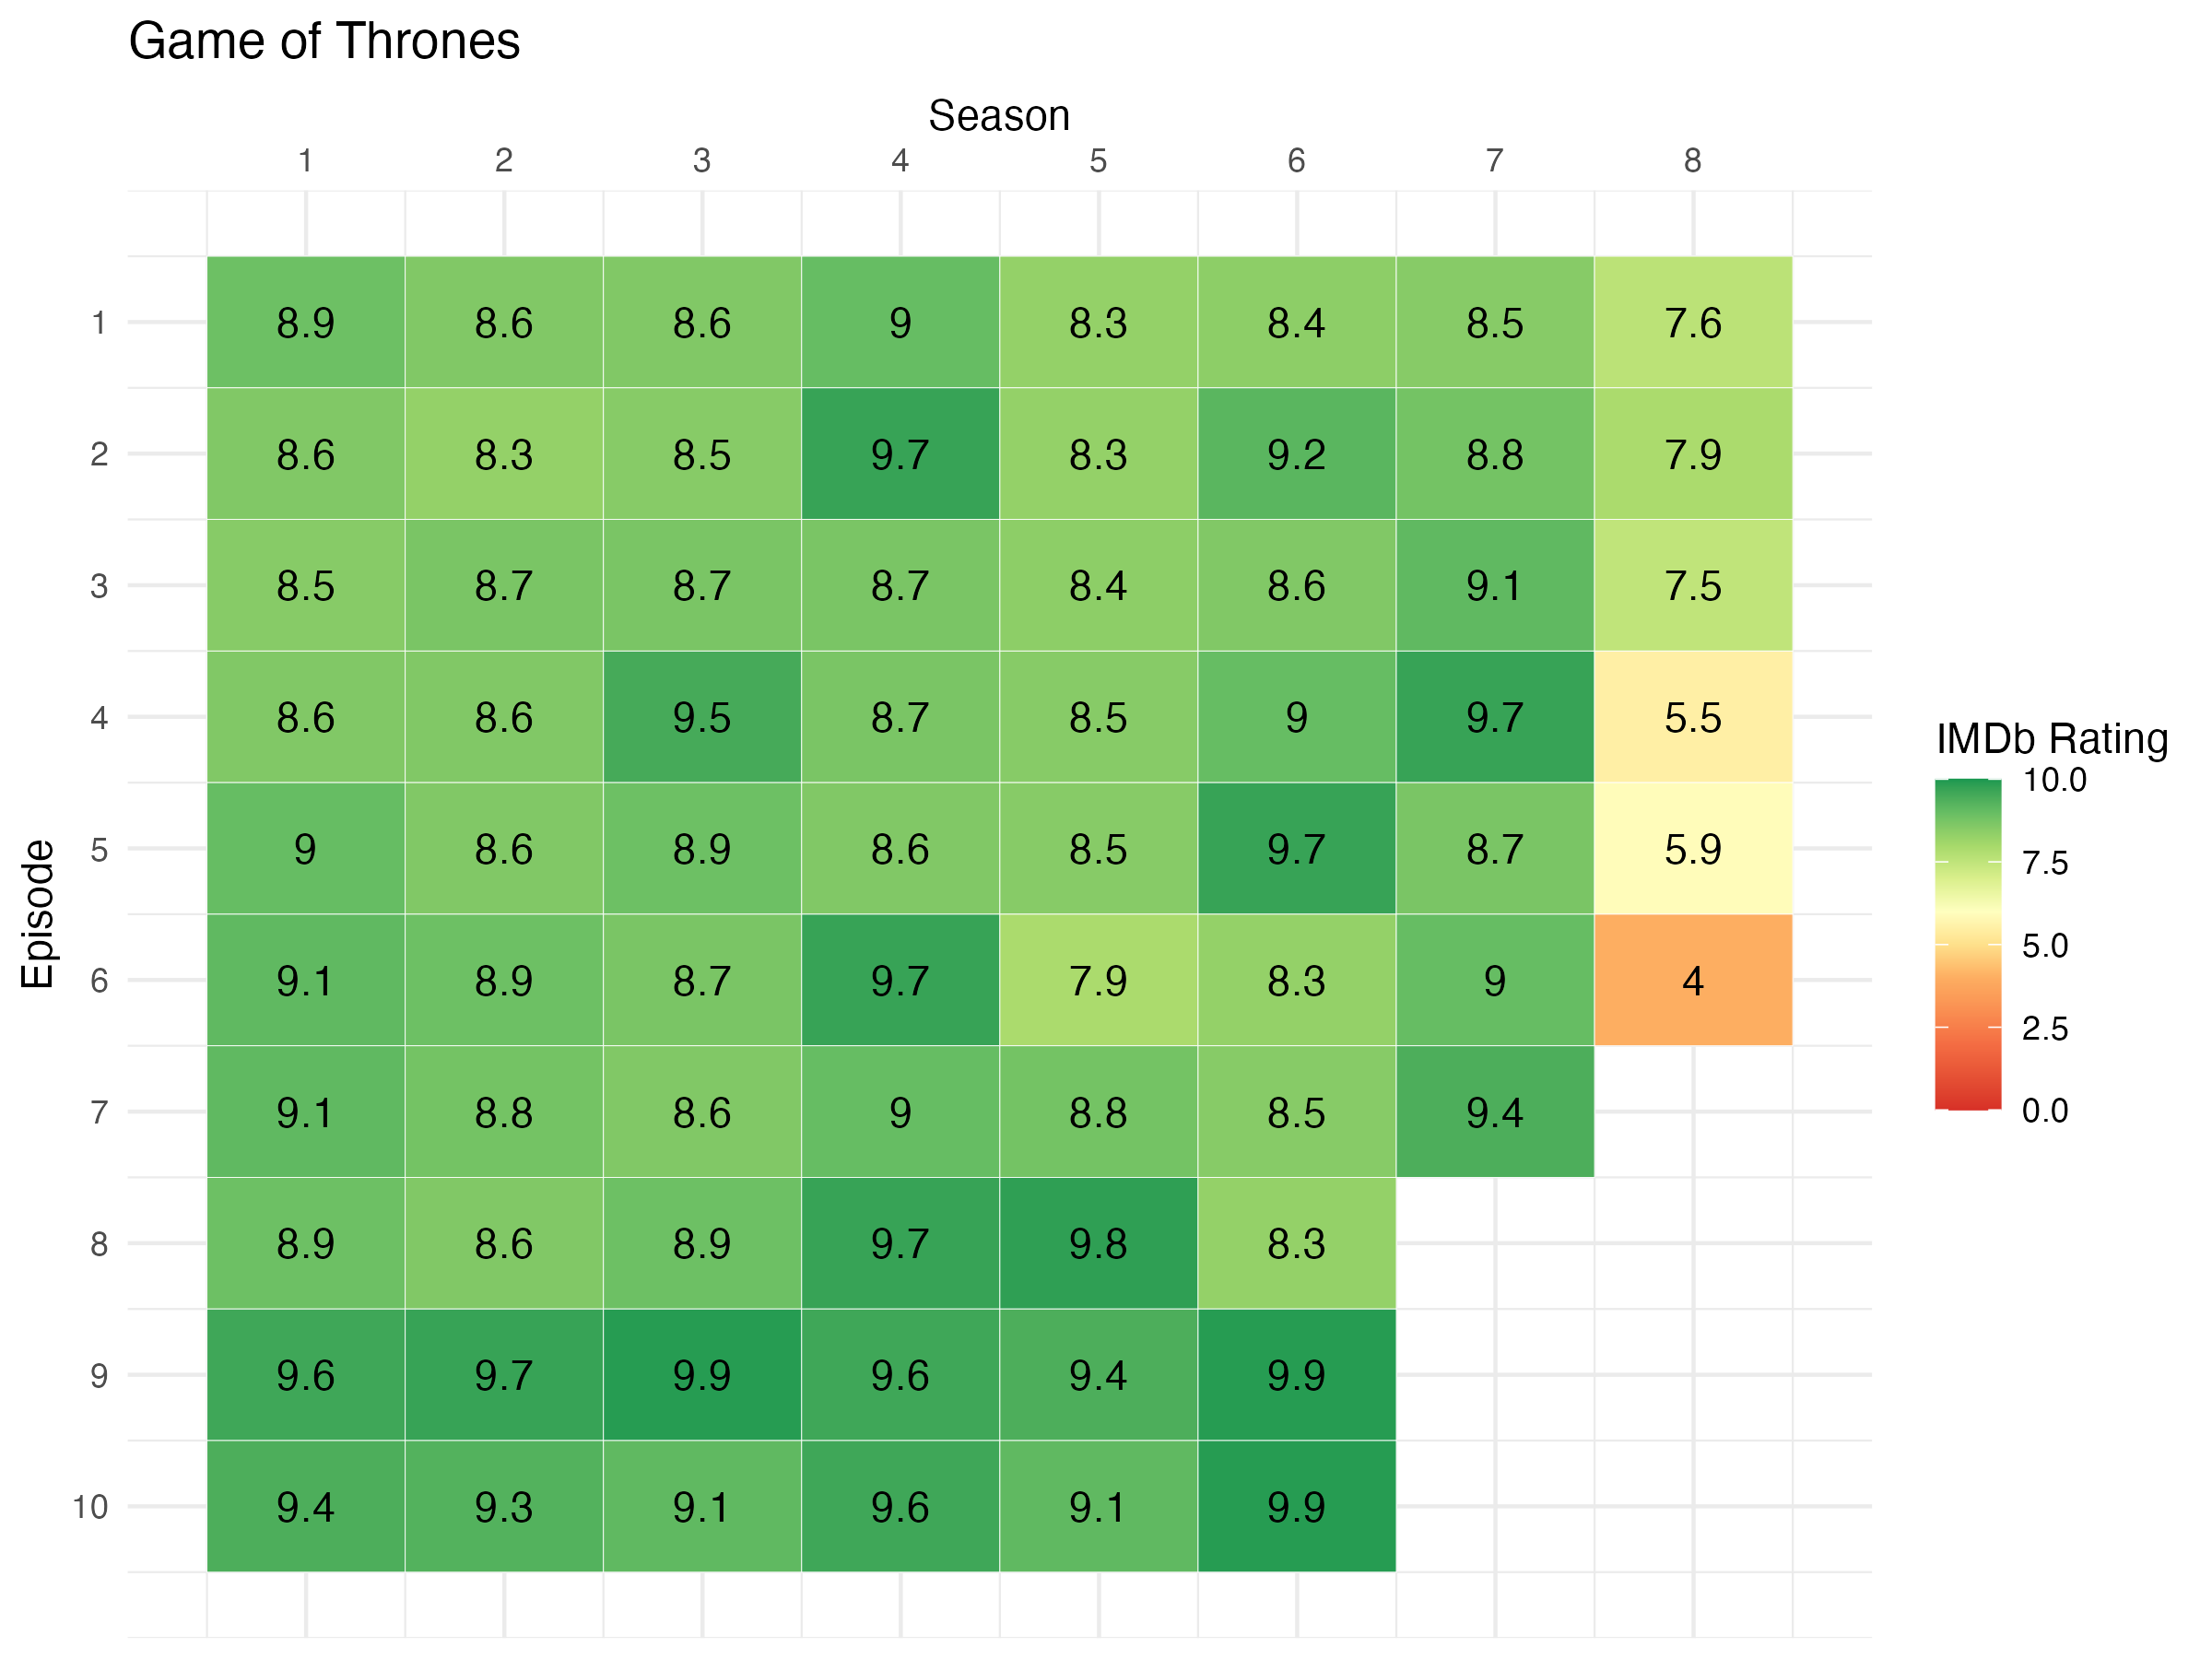 Game of Thrones
Season
1 2 3 4 5 6 7 8
1 8.9 8.6 8.6 9 8.3 8.4 8.5 7.6
2 8.6 8.3 8.5 9.7 8.3 9.2 8.8 7.9
3 8.5 8.7 8.7 8.7 8.4 8.6 9.1 7.5
4 8.6 8.6 9.5 8.7 8.5 9 9.7 5.5
5 9 8.6 8.9 8.6 8.5 9.7 8.7 5.9
6 9.1 8.9 8.7 9.7 7.9 8.3 9 4
7 9.1 8.8 8.6 9 8.8 8.5 9.4
8 8.9 8.6 8.9 9.7 9.8 8.3
9 9.6 9.7 9.9 9.6 9.4 9.9
10 9.4 9.3 9.1 9.6 9.1 9.9
Episode
IMDb Rating
10.0
7.5
5.0
2.5
0.0